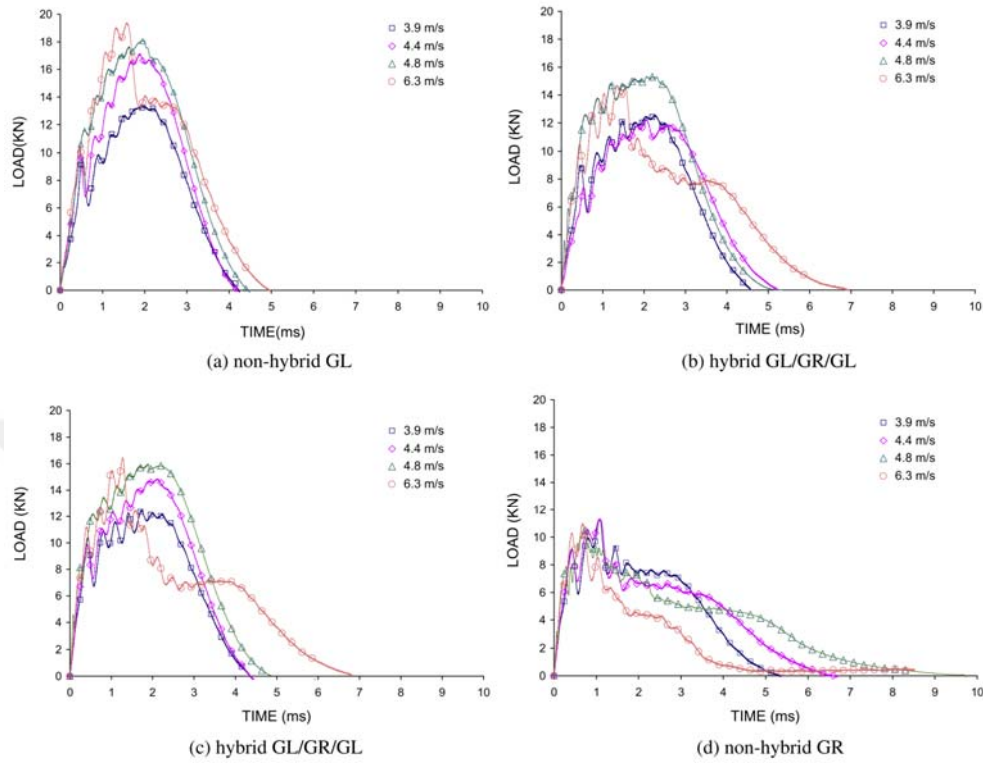 20
18
16
14
12
10
8
6
4
2
0
LOAD(KN)
3.9 m/s
4.4 m/s
4.8 m/s
6.3 m/s
0 1 2 3 4 5 6 7 8 9 10
TIME(ms)
(a) non-hybrid GL
20
18
16
14
12
10
8
6
4
2
0
LOAD (KN)
3.9 m/s
4.4 m/s
4.8 m/s
6.3 m/s
0 1 2 3 4 5 6 7 8 9 10
TIME (ms)
(b) hybrid GL/GR/GL
20
18
16
14
12
10
8
6
4
2
0
LOAD (KN)
3.9 m/s
4.4 m/s
4.8 m/s
6.3 m/s
0 1 2 3 4 5 6 7 8 9 10
TIME (ms)
(c) hybrid GL/GR/GL
20
18
16
14
12
10
8
6
4
2
0
LOAD (KN)
3.9 m/s
4.4 m/s
4.8 m/s
6.3 m/s
0 1 2 3 4 5 6 7 8 9 10
TIME (ms)
(d) non-hybrid GR